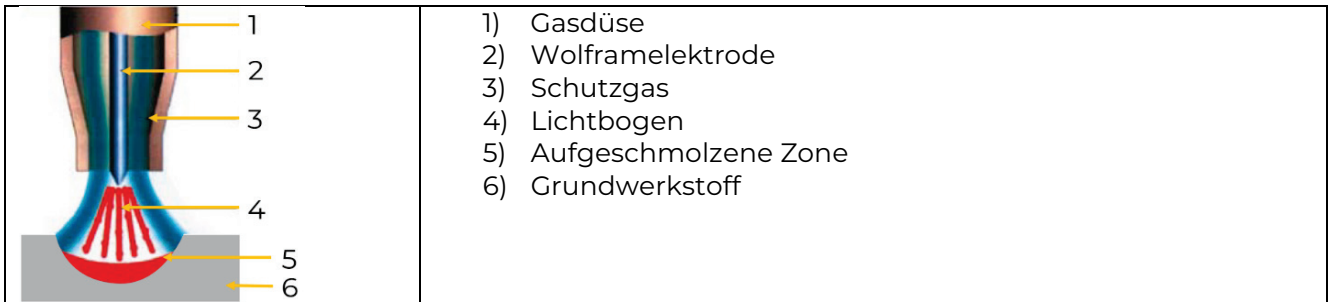 1
2
3
4
5
6
1) Gasdüse
2) Wolframelektrode
3) Schutzgas
4) Lichtbogen
5) Aufgeschmolzene Zone
6) Grundwerkstoff